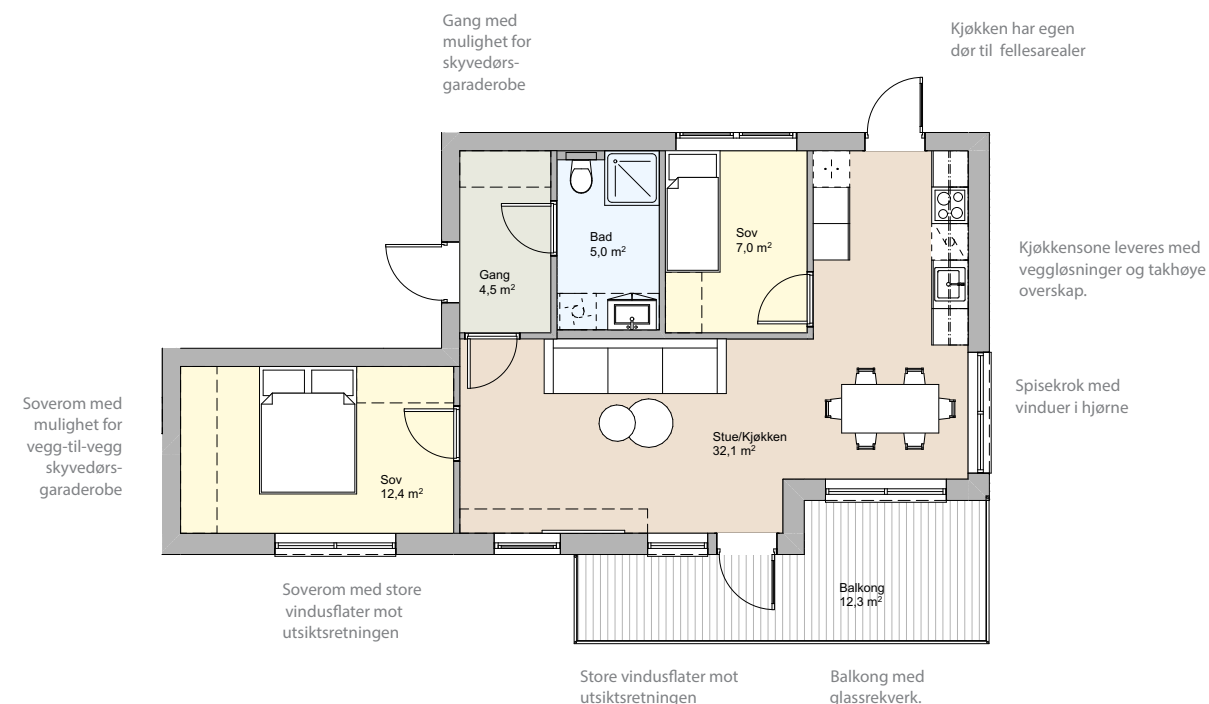 Gang med
mulighet for
skyvedørs-
garaderobe
Kjøkken har egen
dør til fellesarealer
Bad
5,0 m²
Sov
7,0 m²
Gang
4,5 m²
Kjøkkensone leveres med
veggløsninger og takhøye
overskap.
Soverom med
mulighet for
vegg-til-vegg
skyvedørs-
garaderobe
Sov
12,4 m²
Stue/Kjøkken
32,1 m²
Spisekrok med
vinduer i hjørne
Soverom med store
vindusflater mot
utsiktsretningen
Balkong
12,3 m²
Store vindusflater mot
utsiktsretningen
Balkong med
glassrekverk.